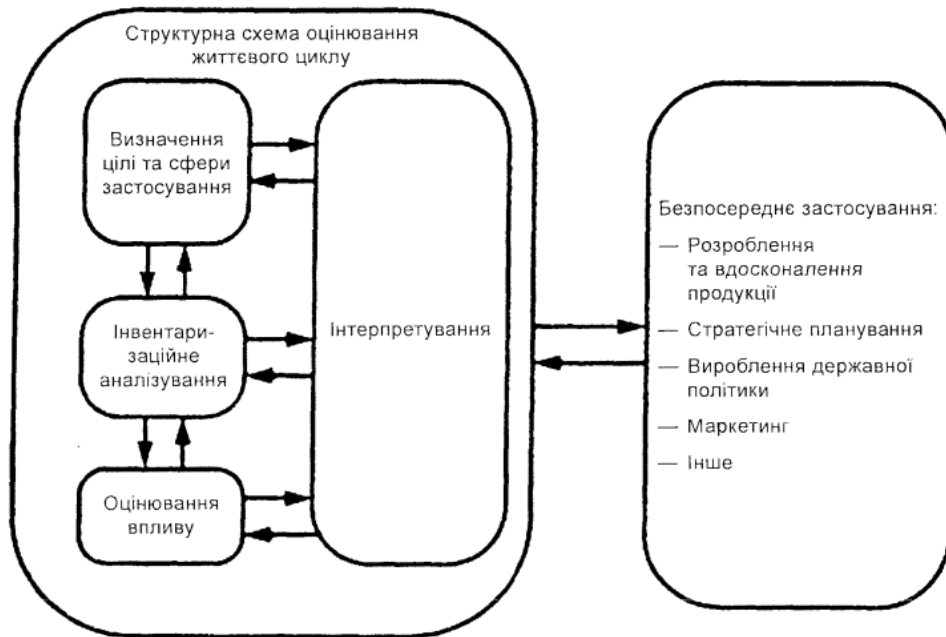 Структурна схема оцінювання
життєвого циклу
Визначення
цілі та сфери
застосування
Інвентари-
заційне
аналізування
Оцінювання
впливу
Інтерпретування
Безпосереднє застосування:
— Розроблення
та вдосконалення
продукції
— Стратегічне планування
— Вироблення державної
політики
— Маркетинг
— Інше